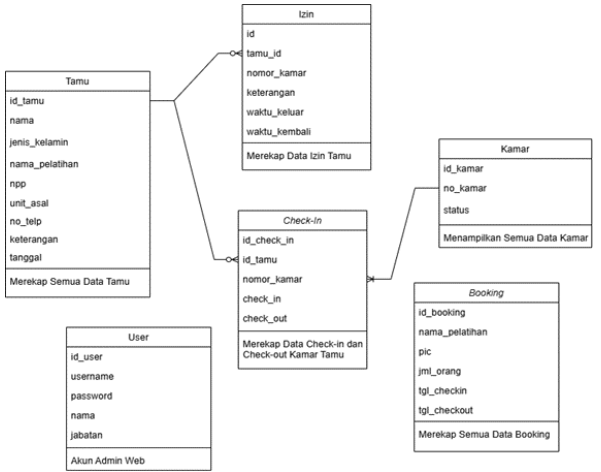 Izin
id
tamu_id
nomor_kamar
keterangan
waktu_keluar
waktu_kembali
Merekap Data Izin Tamu
Tamu
id_tamu
nama
jenis_kelamin
nama_pelatihan
npp
unit_asal
no_telp
keterangan
tanggal
Merekap Semua Data Tamu
Kamar
id_kamar
no_kamar
status
Menampilkan Semua Data Kamar
Check-In
id_check_in
id_tamu
nomor_kamar
check_in
check_out
Merekap Data Check-in dan
Check-out Kamar Tamu
Booking
id_booking
nama_pelatihan
pic
jml_orang
tgl_checkin
tgl_checkout
Merekap Semua Data Booking
User
id_user
username
password
nama
jabatan
Akun Admin Web